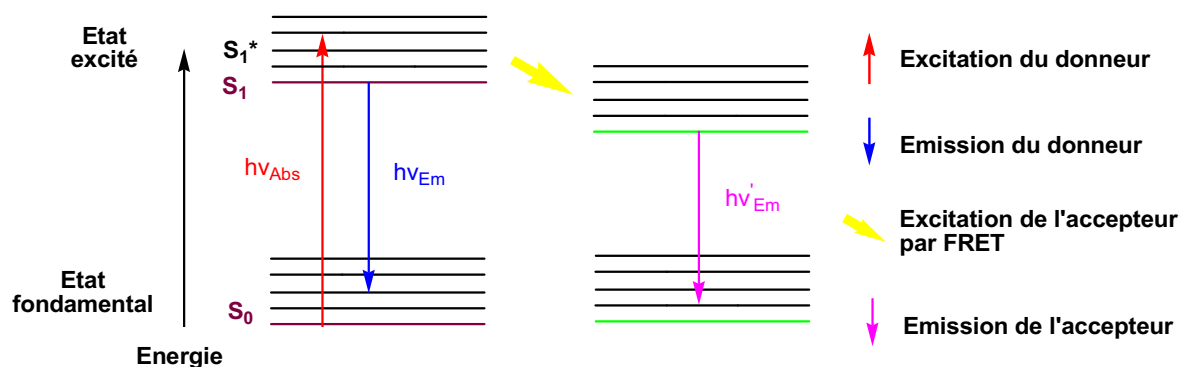 Etat
excité
S1*
S1
hνAbs
hνEm
Etat
fondamental
S0
Energie
hν'Em
Excitation du donneur
Emission du donneur
Excitation de l'accepteur
par FRET
Emission de l'accepteur